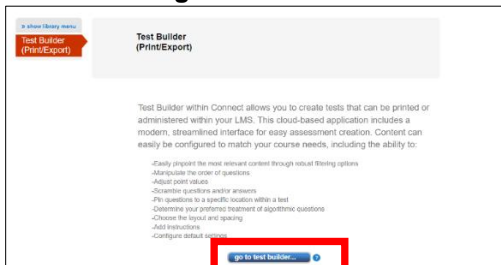 » show library menu
Test Builder
(Print/Export)
Test Builder
(Print/Export)
Test Builder within Connect allows you to create tests that can be printed or
administered within your LMS. This cloud-based application includes a
modern, streamlined interface for easy assessment creation. Content can
easily be configured to match your course needs, including the ability to:
-Easily pinpoint the most relevant content through robust filtering options
-Manipulate the order of questions
-Adjust point values
-Scramble questions and/or answers
-Pin questions to a specific location within a test
-Determine your preferred treatment of algorithmic questions
-Choose the layout and spacing
-Add instructions
-Configure default settings
go to test builder... ?